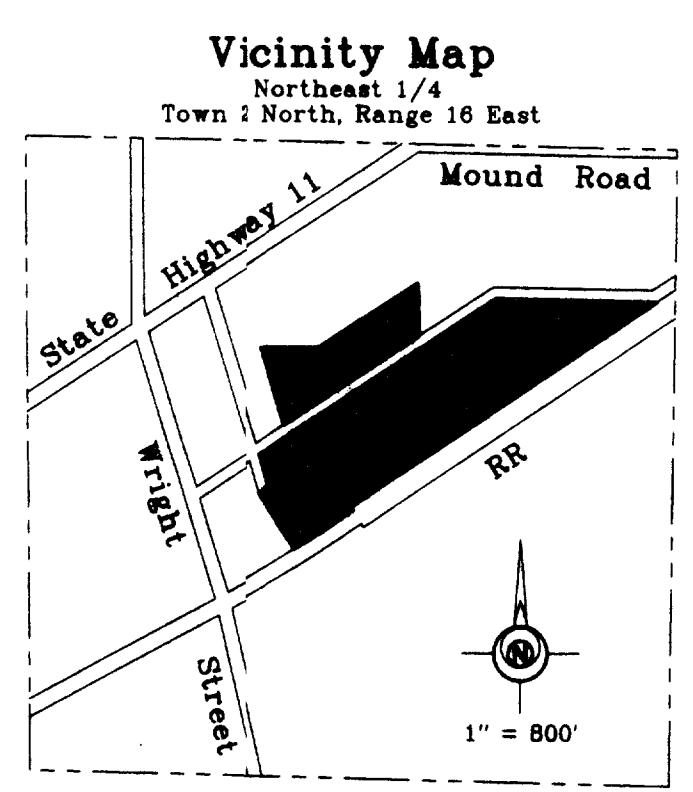 Vicinity Map
Northeast 1/4
Town 2 North, Range 16 East
Mound Road
State Highway 11
Wright Street
RR
N
1" = 800'